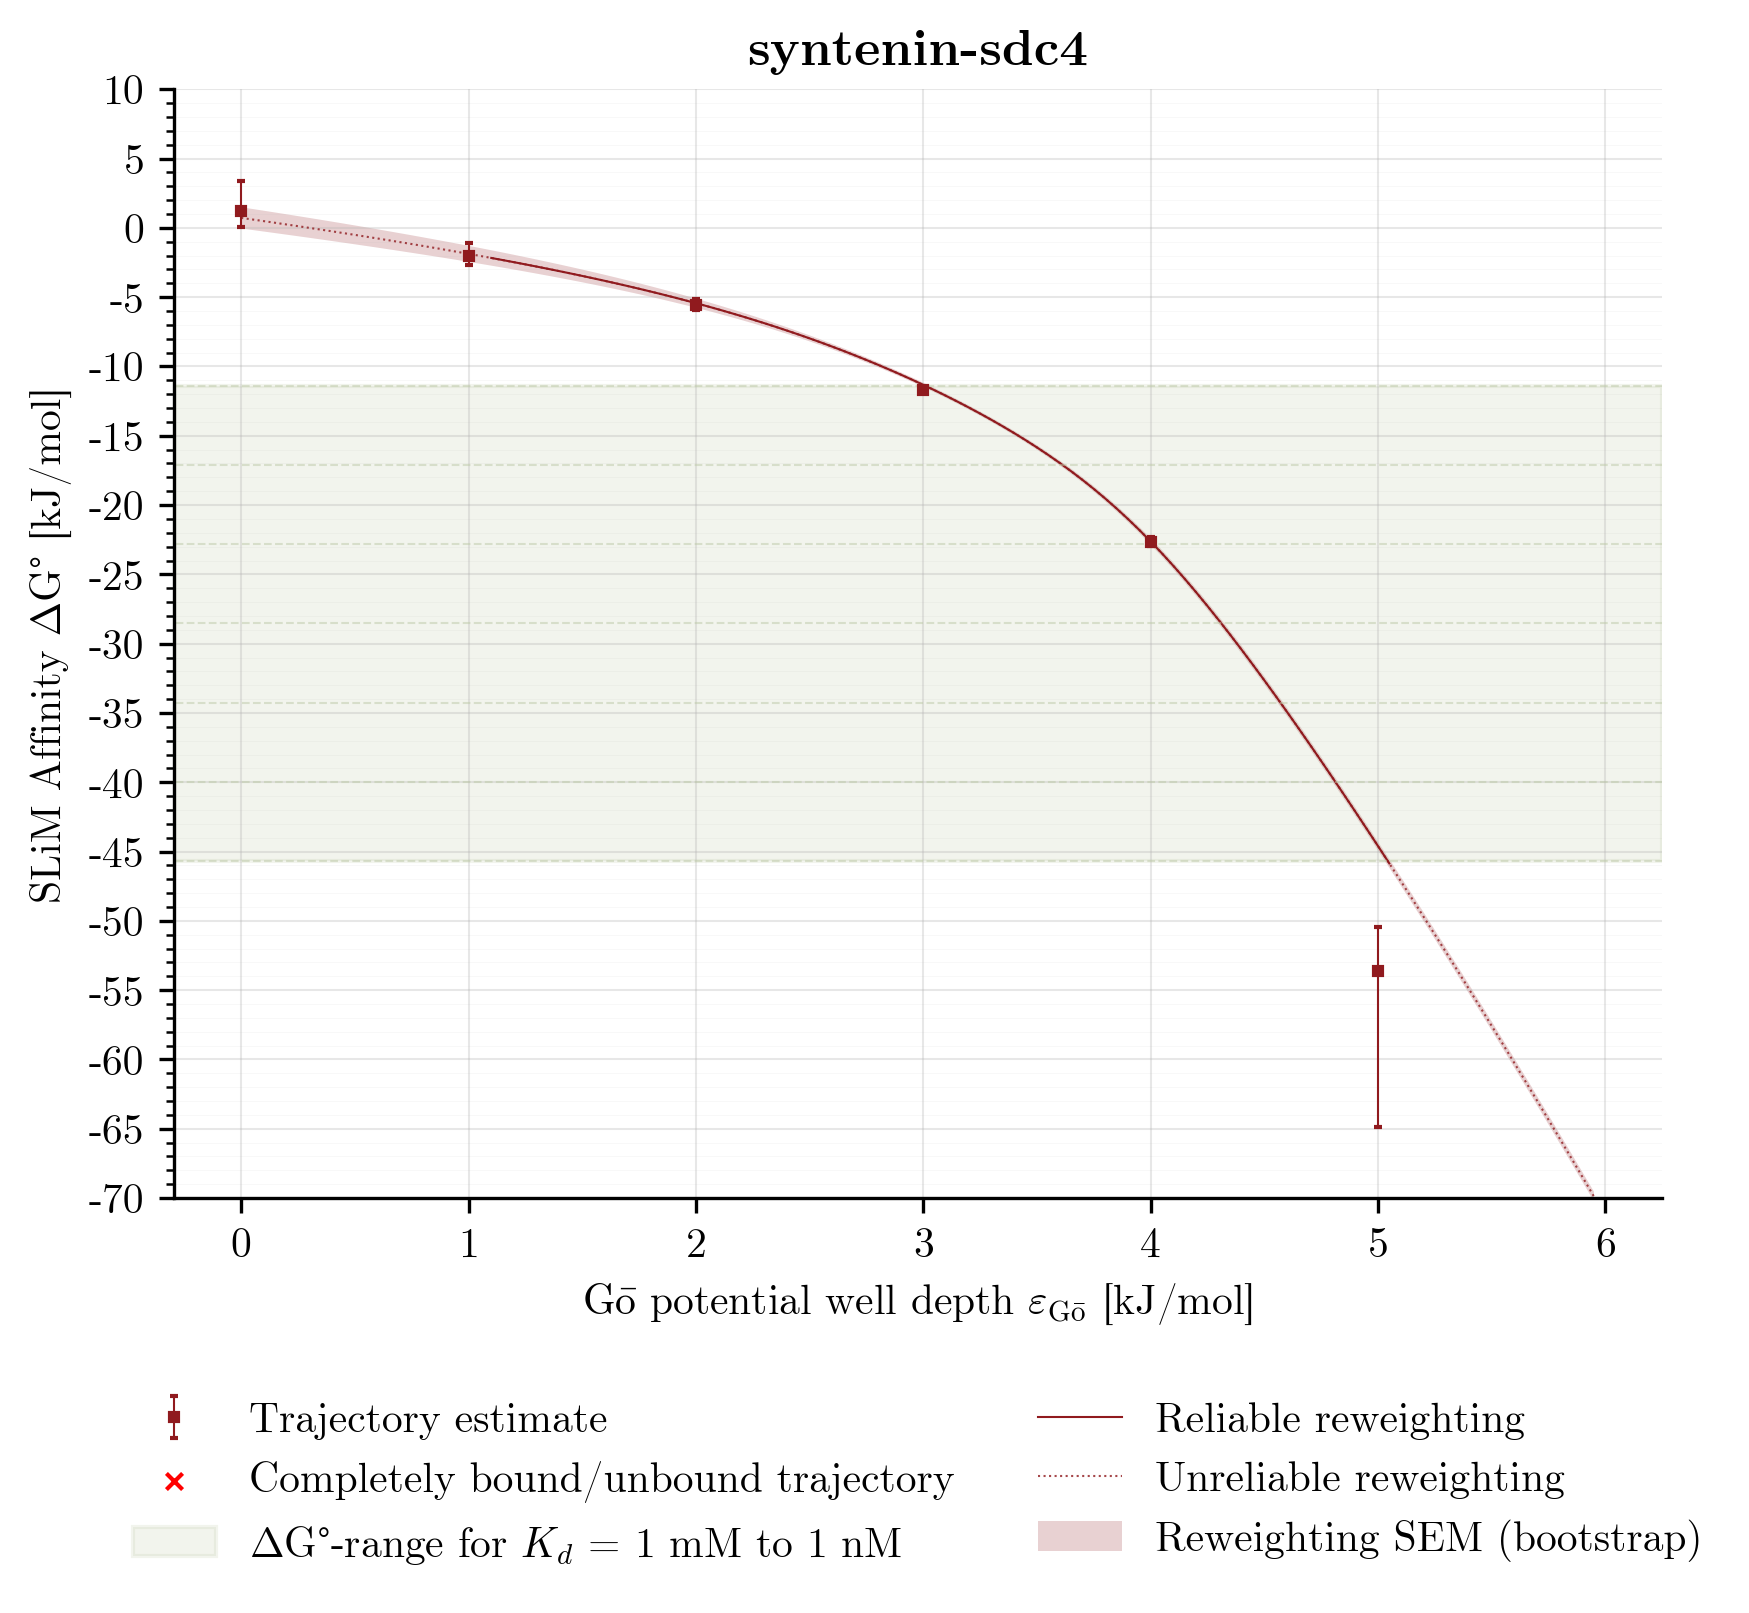 syntenin-sdc4
10
5
0
-5
-10
-15
-20
-25
-30
-35
-40
-45
-50
-55
-60
-65
-70
SLiM Affinity ΔG° [kJ/mol]
0 1 2 3 4 5 6
Gō potential well depth ε_Gō [kJ/mol]
Trajectory estimate
Completely bound/unbound trajectory
ΔG°-range for K_d = 1 mM to 1 nM
Reliable reweighting
Unreliable reweighting
Reweighting SEM (bootstrap)